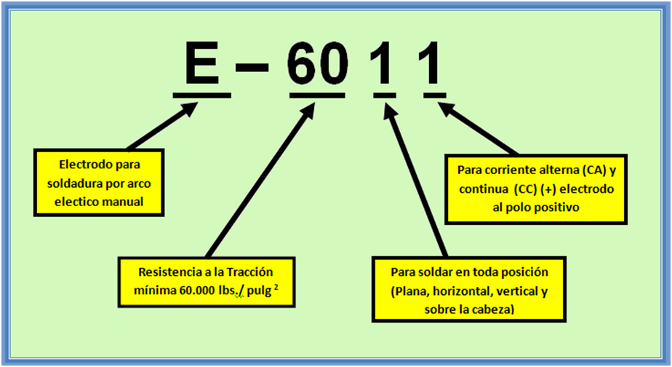 E – 60 1 1
Electrodo para
soldadura por arco
electico manual
Para corriente alterna (CA) y
continua (CC) (+) electrodo
al polo positivo
Resistencia a la Tracción
mínima 60.000 lbs./ pulg ²
Para soldar en toda posición
(Plana, horizontal, vertical y
sobre la cabeza)